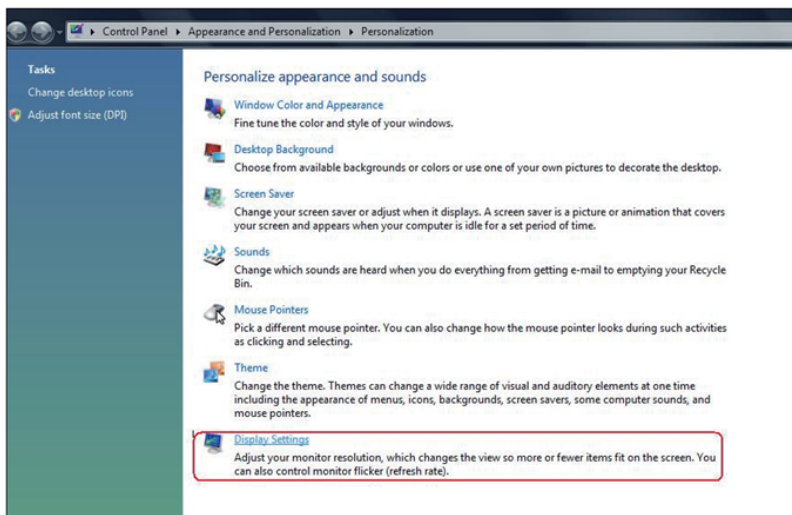 Control Panel ▸ Appearance and Personalization ▸ Personalization
Tasks
Change desktop icons
Adjust font size (DPI)
Personalize appearance and sounds
Window Color and Appearance
Fine tune the color and style of your windows.
Desktop Background
Choose from available backgrounds or colors or use one of your own pictures to decorate the desktop.
Screen Saver
Change your screen saver or adjust when it displays. A screen saver is a picture or animation that covers
your screen and appears when your computer is idle for a set period of time.
Sounds
Change which sounds are heard when you do everything from getting e-mail to emptying your Recycle
Bin.
Mouse Pointers
Pick a different mouse pointer. You can also change how the mouse pointer looks during such activities
as clicking and selecting.
Theme
Change the theme. Themes can change a wide range of visual and auditory elements at one time
including the appearance of menus, icons, backgrounds, screen savers, some computer sounds, and
mouse pointers.
Display Settings
Adjust your monitor resolution, which changes the view so more or fewer items fit on the screen. You
can also control monitor flicker (refresh rate).